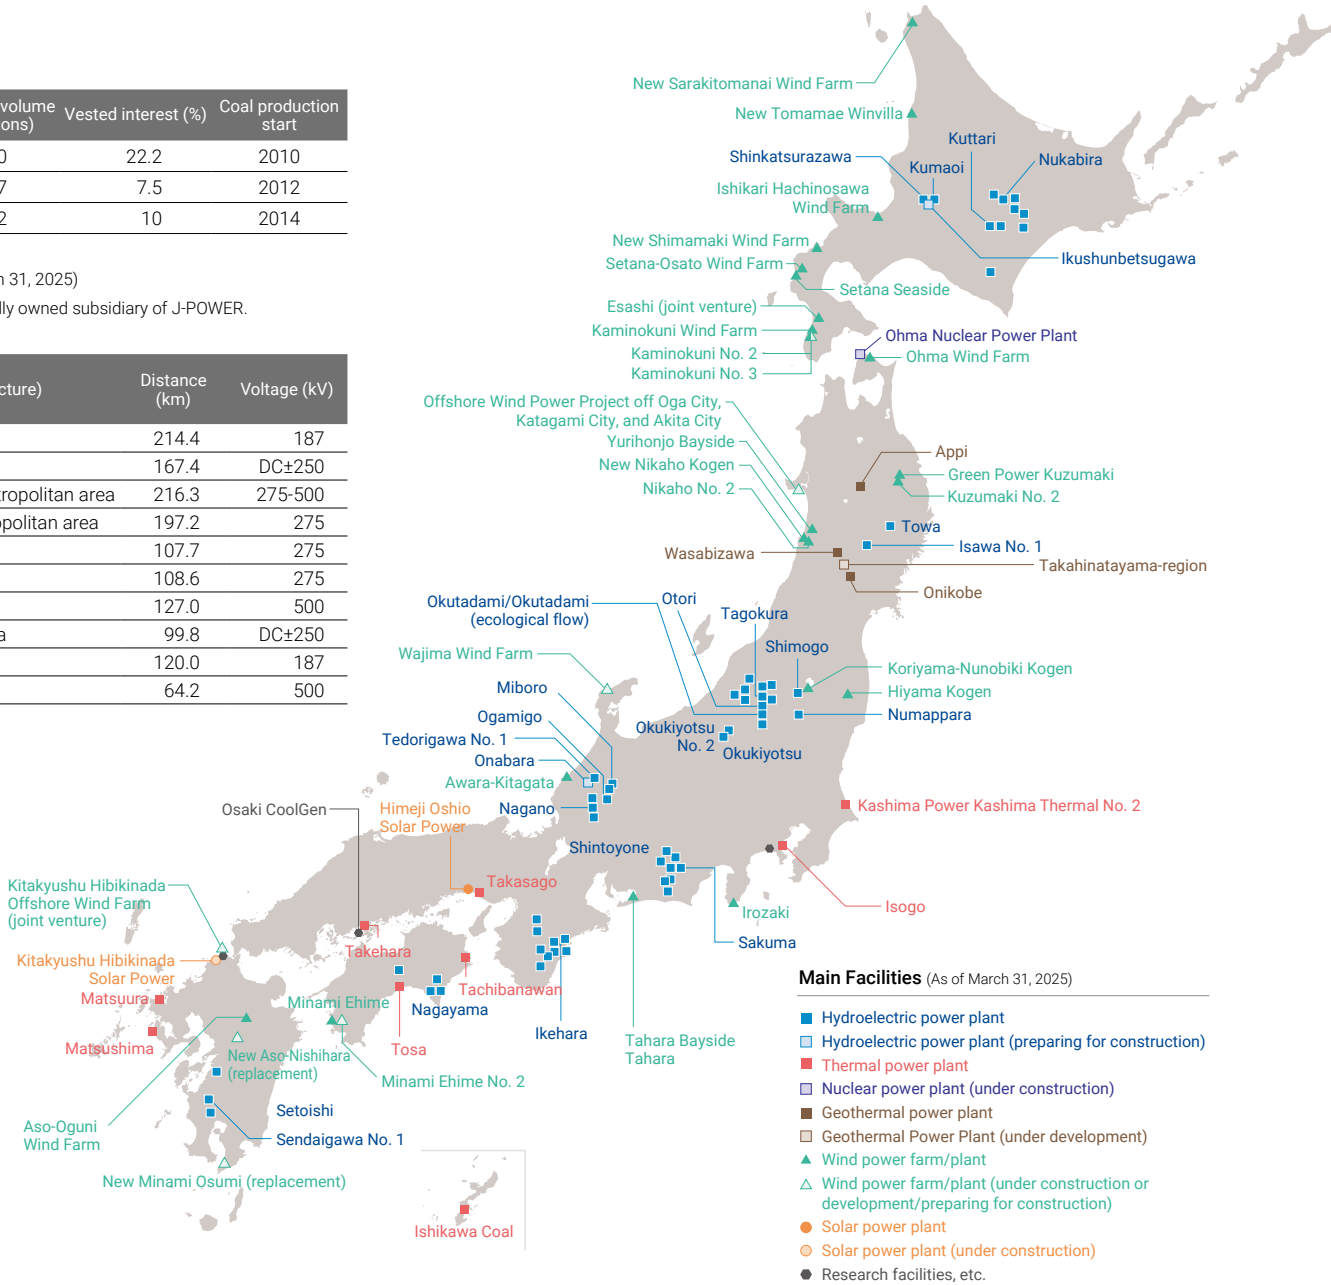 volume Vested interest (%) Coal production
ons) start
0 22.2 2010
7 7.5 2012
2 10 2014
h 31, 2025)
lly owned subsidiary of J-POWER.
cture) Distance Voltage (kV)
(km)
214.4 187
167.4 DC±250
tropolitan area 216.3 275-500
opolitan area 197.2 275
107.7 275
108.6 275
127.0 500
a 99.8 DC±250
120.0 187
64.2 500
New Sarakitomanai Wind Farm
New Tomamae Winvilla
Kuttari
Shinkatsurazawa
Nukabira
Kumaoi
Ishikari Hachinosawa
Wind Farm
New Shimamaki Wind Farm
Ikushunbetsugawa
Setana-Osato Wind Farm
Setana Seaside
Esashi (joint venture)
Kaminokuni Wind Farm
Ohma Nuclear Power Plant
Kaminokuni No. 2
Ohma Wind Farm
Kaminokuni No. 3
Offshore Wind Power Project off Oga City,
Katagami City, and Akita City
Yurihonjo Bayside
Appi
New Nikaho Kogen
Green Power Kuzumaki
Nikaho No. 2
Kuzumaki No. 2
Towa
Isawa No. 1
Wasabizawa
Takahinatayama-region
Onikobe
Okutadami/Okutadami
(ecological flow)
Otori
Tagokura
Shimogo
Wajima Wind Farm
Koriyama-Nunobiki Kogen
Miboro
Hiyama Kogen
Ogamigo
Numappara
Okukiyotsu
No. 2
Okukiyotsu
Tedorigawa No. 1
Onabara
Awara-Kitagata
Nagano
Kashima Power Kashima Thermal No. 2
Osaki CoolGen
Himeji Oshio
Solar Power
Shintoyone
Takasago
Kitakyushu Hibikinada
Offshore Wind Farm
(joint venture)
Isogo
Irozaki
Sakuma
Takehara
Kitakyushu Hibikinada
Solar Power
Tachibanawan
Matsuura
Minami Ehime
Nagayama
Ikehara
Matsushima
Tosa
Tahara Bayside
Tahara
New Aso-Nishihara
(replacement)
Minami Ehime No. 2
Setoishi
Aso-Oguni
Wind Farm
Sendaigawa No. 1
New Minami Osumi (replacement)
Ishikawa Coal
Main Facilities (As of March 31, 2025)
Hydroelectric power plant
Hydroelectric power plant (preparing for construction)
Thermal power plant
Nuclear power plant (under construction)
Geothermal power plant
Geothermal Power Plant (under development)
Wind power farm/plant
Wind power farm/plant (under construction or
development/preparing for construction)
Solar power plant
Solar power plant (under construction)
Research facilities, etc.